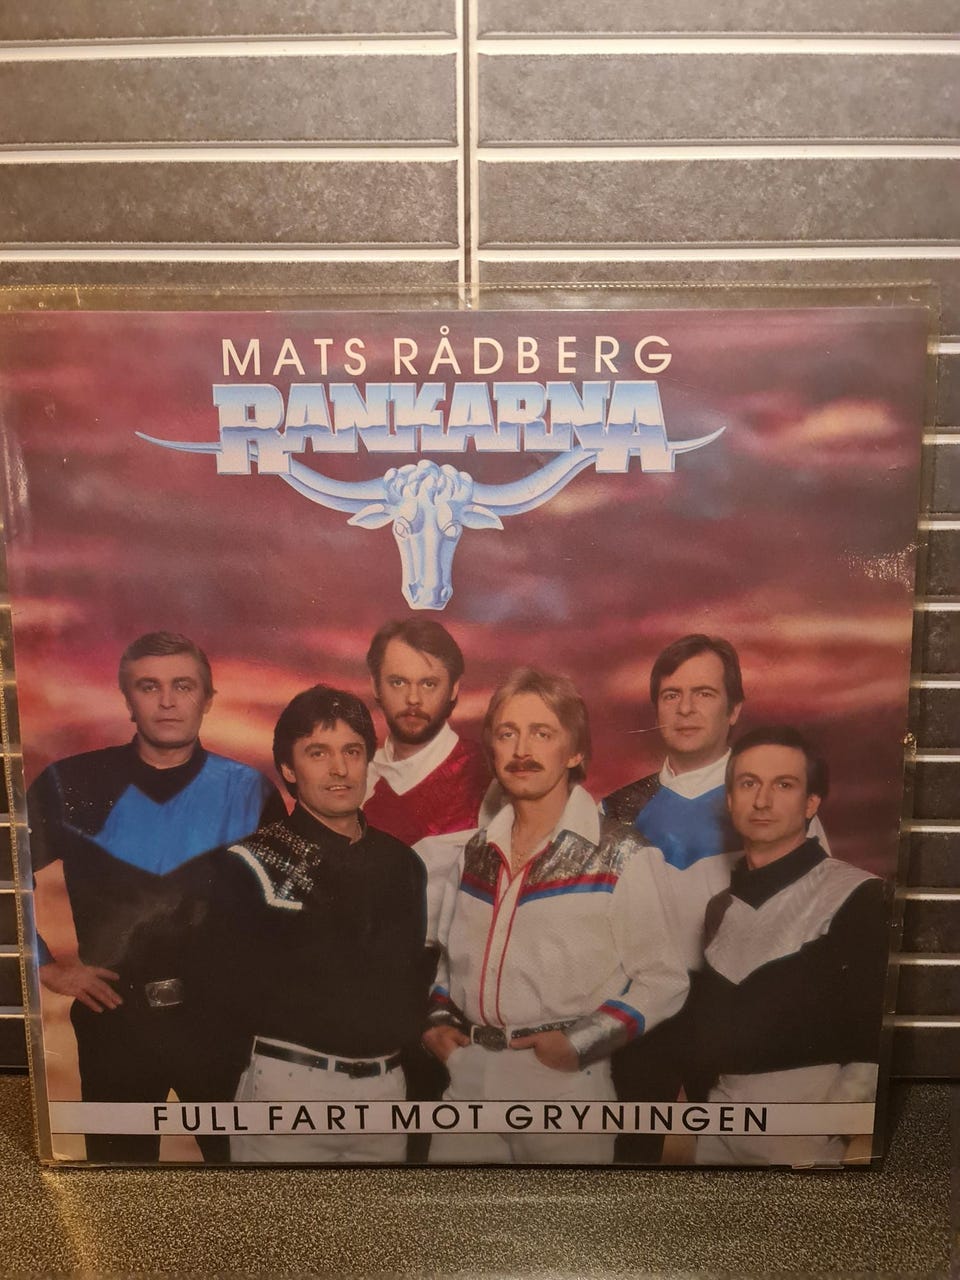 MATS RÅDBERG
RANKARNA
FULL FART MOT GRYNINGEN